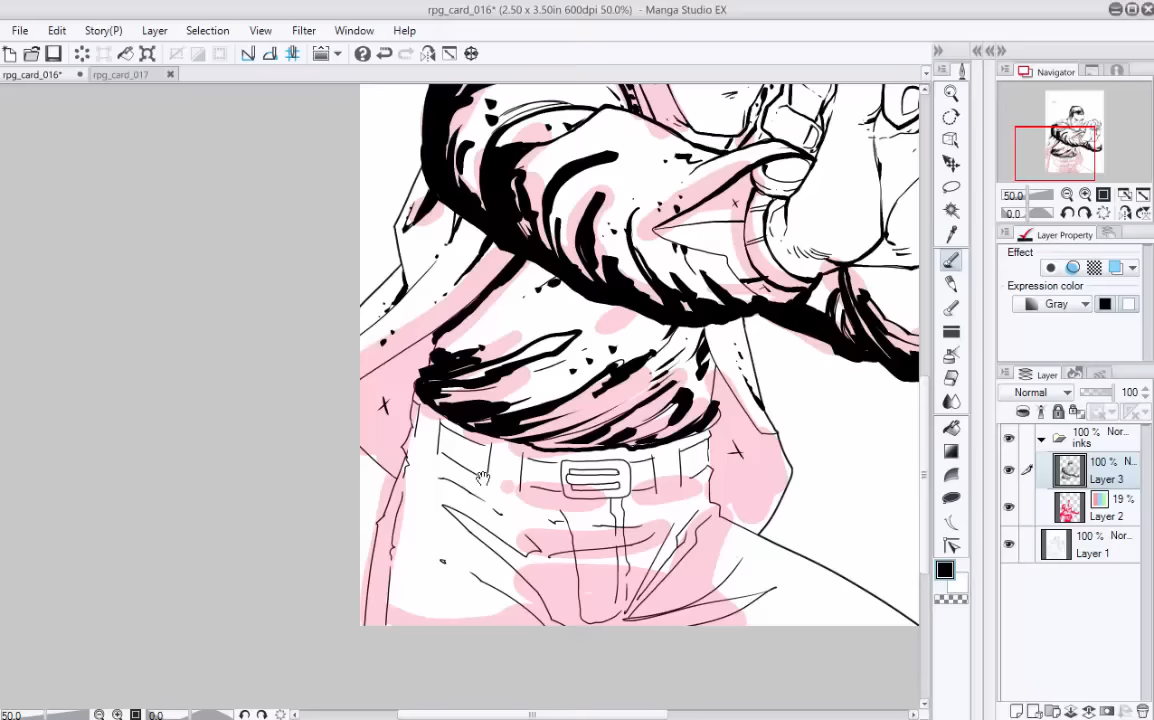 rpg_card_016* (2.50 x 3.50in 600dpi 50.0%) - Manga Studio EX
File Edit Story(P) Layer Selection View Filter Window Help
rpg_card_016* rpg_card_017
Navigator
50.0
0.0
Layer Property
Effect
Expression color
Gray
Layer
Normal 100
100 % Nor...
inks
100 % N...
Layer 3
19 %
Layer 2
100 % Nor...
Layer 1
50.0 0.0